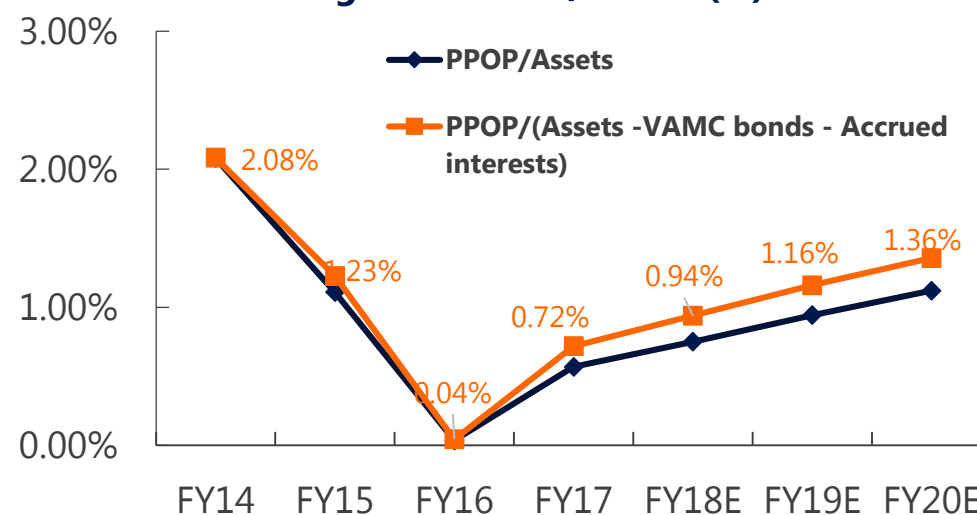 3.00%
PPOP/Assets
PPOP/(Assets -VAMC bonds - Accrued
interests)
2.00%
2.08%
1.23%
1.00%
0.04%
0.72%
0.94%
1.16%
1.36%
0.00%
FY14 FY15 FY16 FY17 FY18E FY19E FY20E